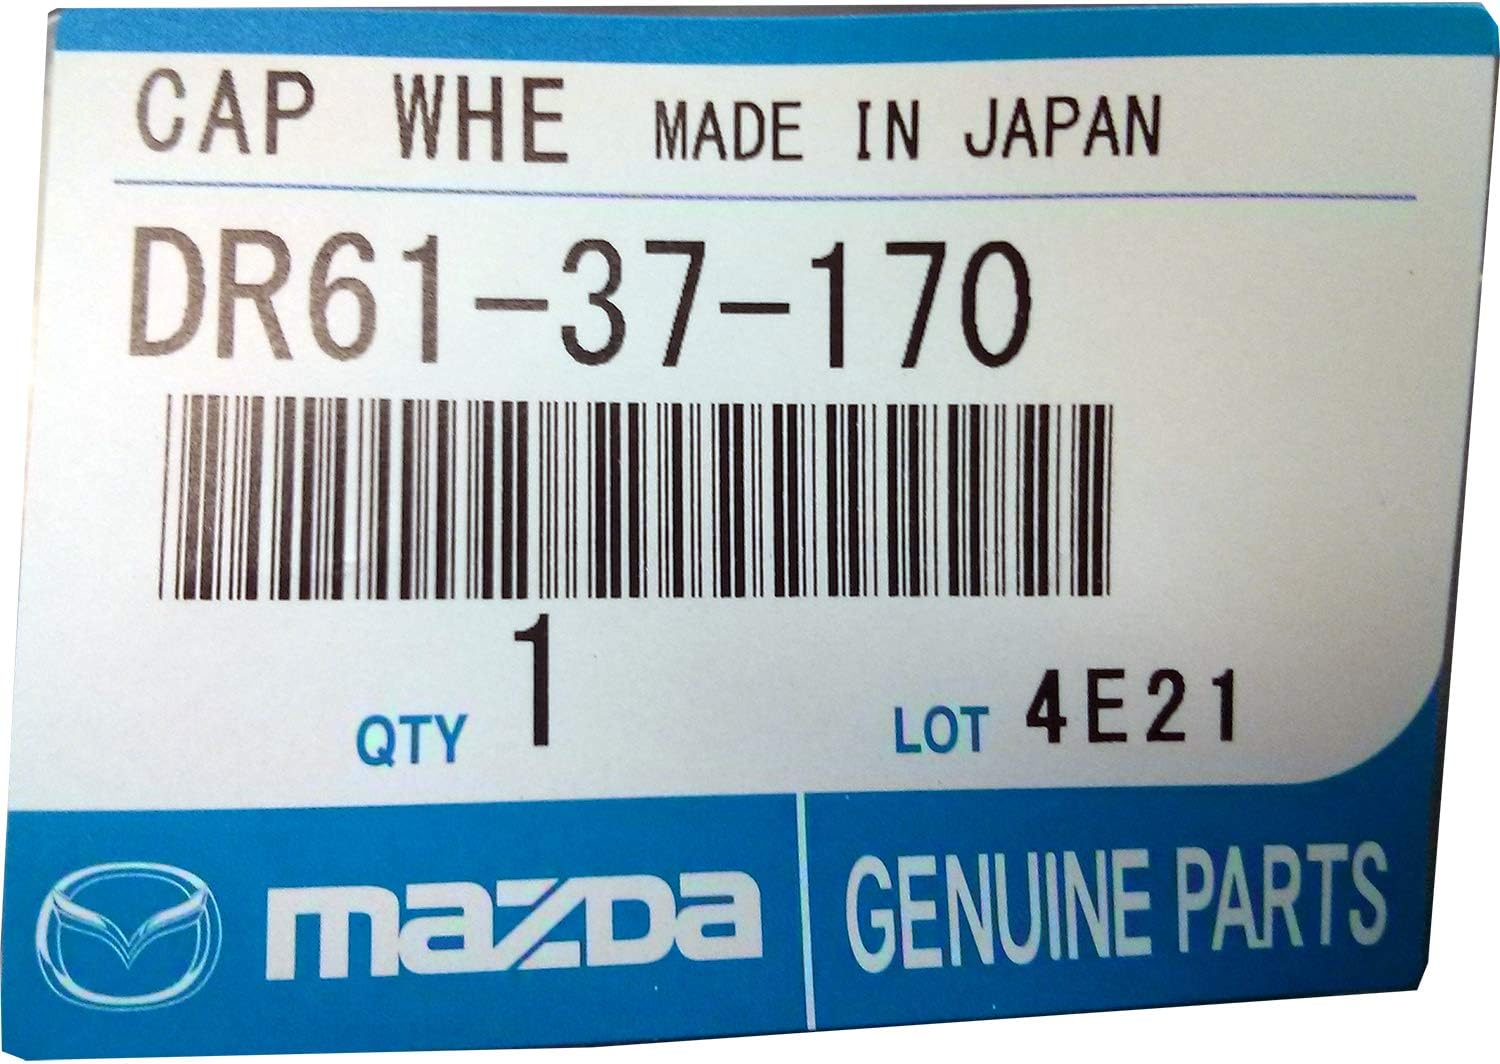 CAP WHE MADE IN JAPAN
DR61-37-170
QTY 1 LOT 4E21
mazda GENUINE PARTS